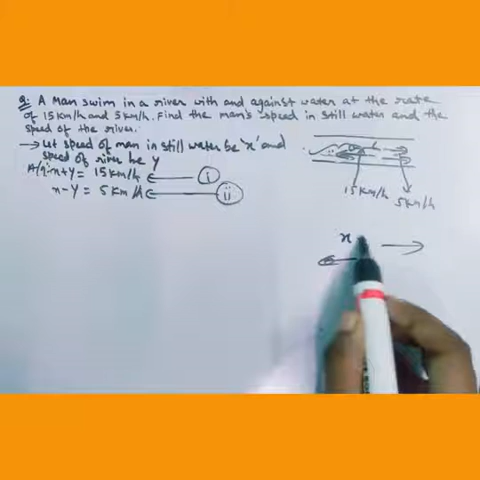 Q. A Man swim in a river with and against water at the rate
of 15 km/h and 5 km/h. Find the man's speed in still water and the
speed of the river.
→ Let speed of man in still water be 'x' and
speed of river be y
A/q: x+y = 15 km/h ← (i)
x-y = 5 km/h ← (ii)
15 km/h
5 km/h
x